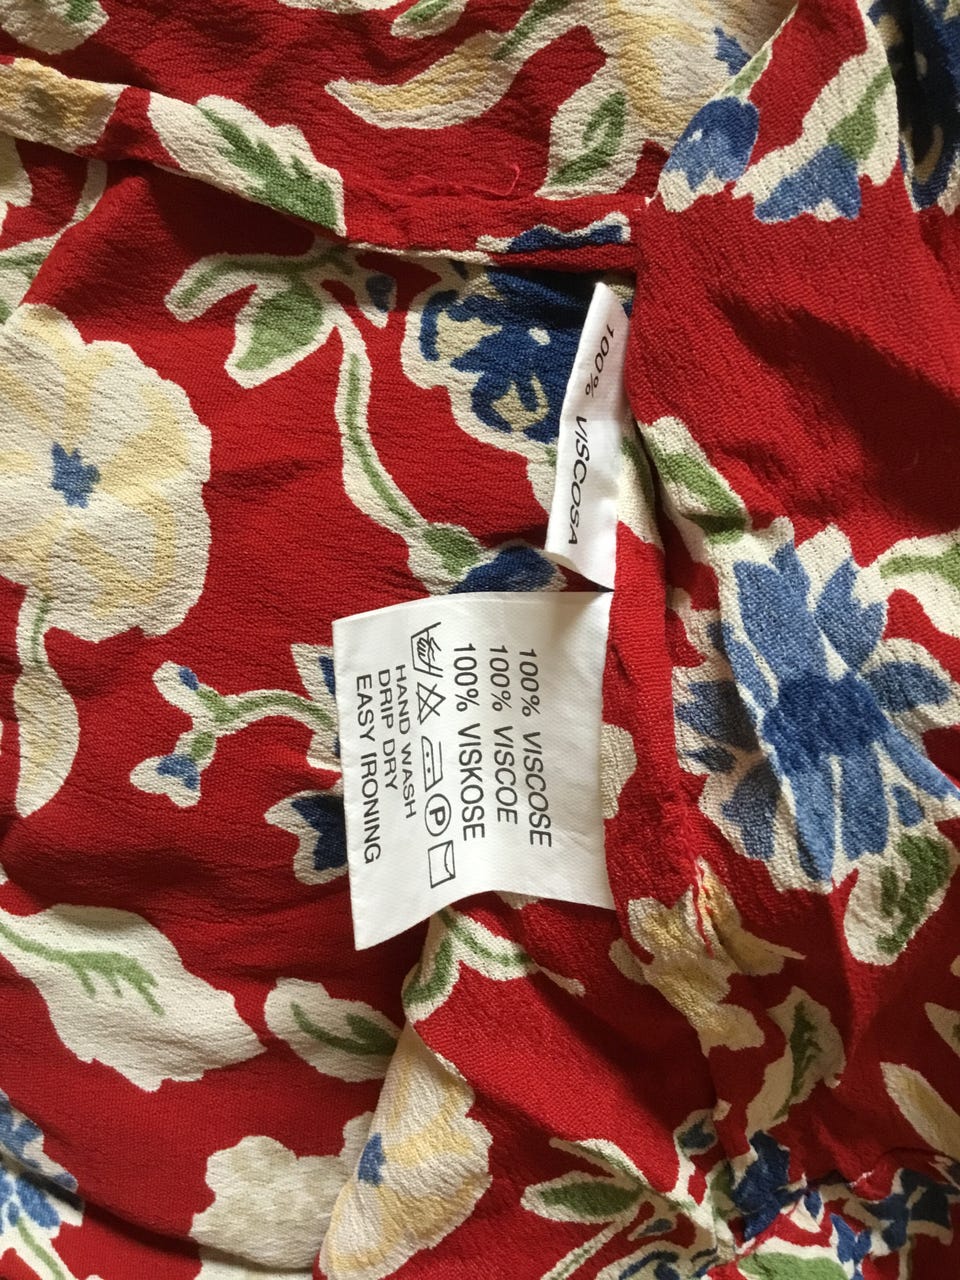 100% VISCOSA
100% VISCOSE
100% VISCOE
100% VISKOSE
P
HAND WASH
DRIP DRY
EASY IRONING